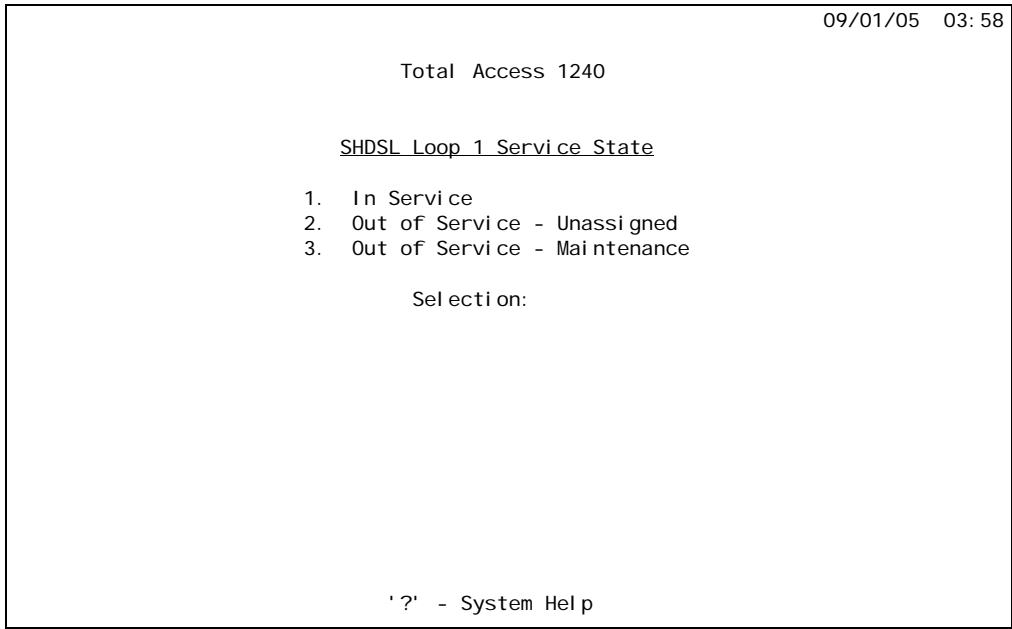 09/01/05 03:58
Total Access 1240
SHDSL Loop 1 Service State
1. In Service
2. Out of Service - Unassigned
3. Out of Service - Maintenance
Selection:
'?' - System Help